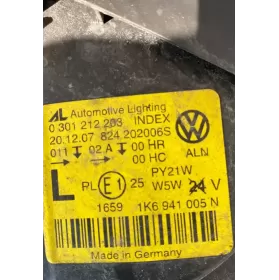 AL Automotive Lighting
0 301 212 203 INDEX
20.12.07 824 202006S
011 02 A 00 HR
00 HC
ALN
L PL E1 25 PY21W
W5W 24 V
1659 1K6 941 005 N
Made in Germany